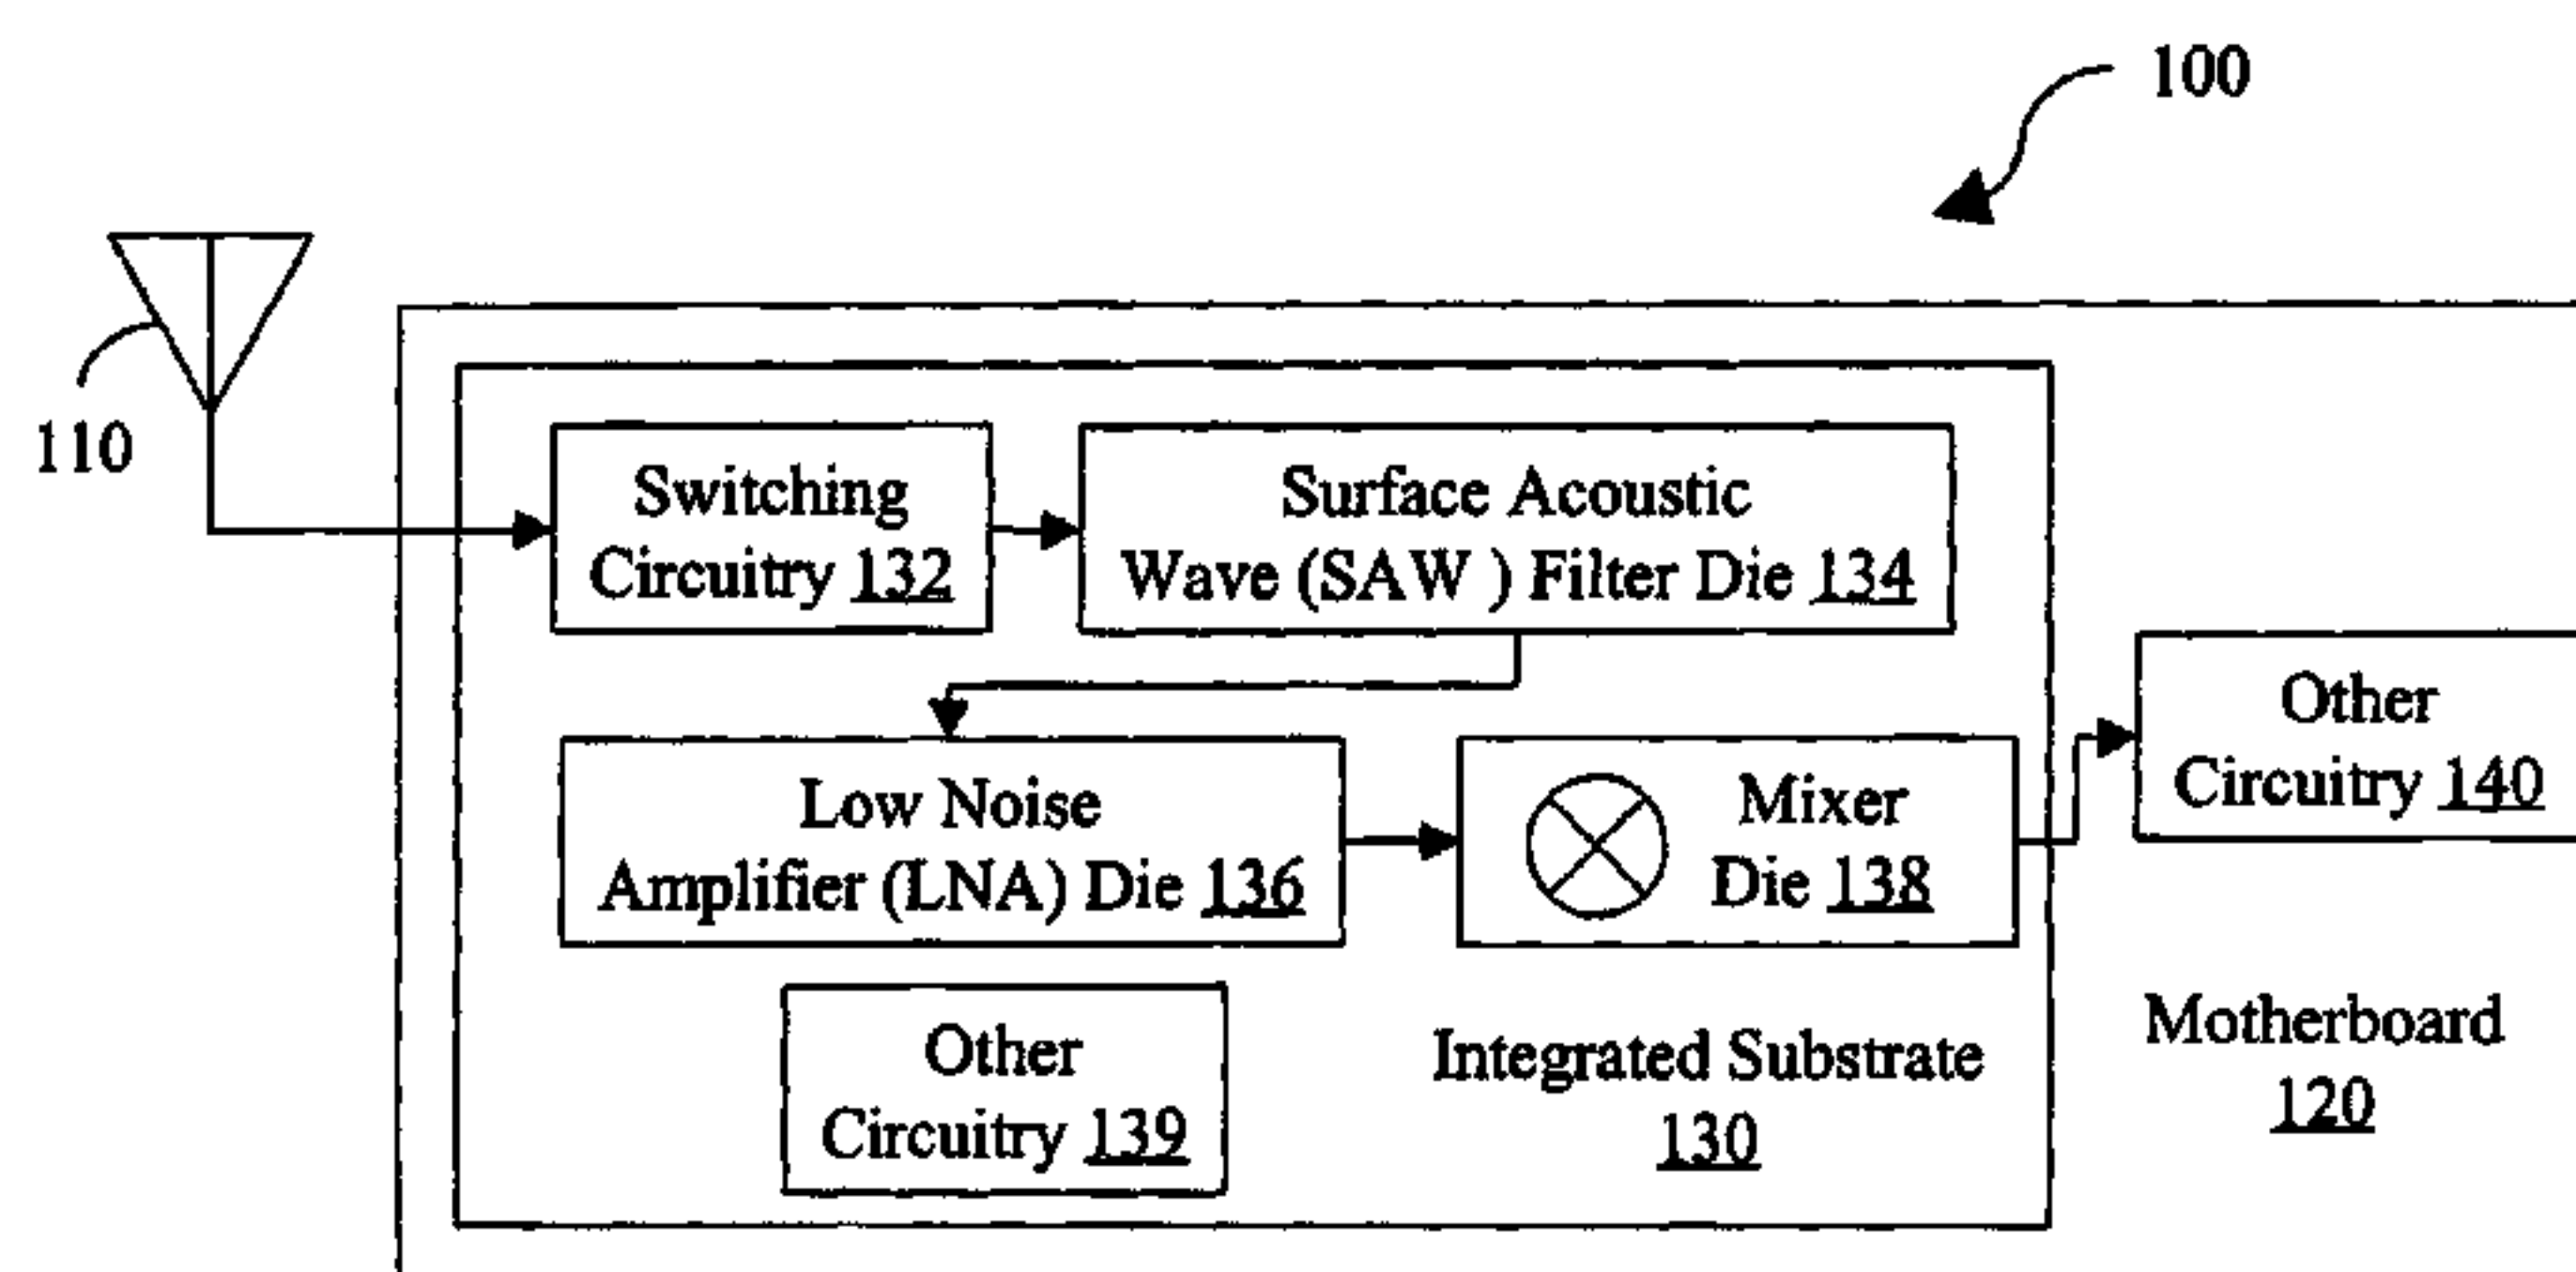 100
110
Switching
Circuitry 132
Surface Acoustic
Wave (SAW ) Filter Die 134
Low Noise
Amplifier (LNA) Die 136
Mixer
Die 138
Other
Circuitry 140
Other
Circuitry 139
Integrated Substrate
130
Motherboard
120